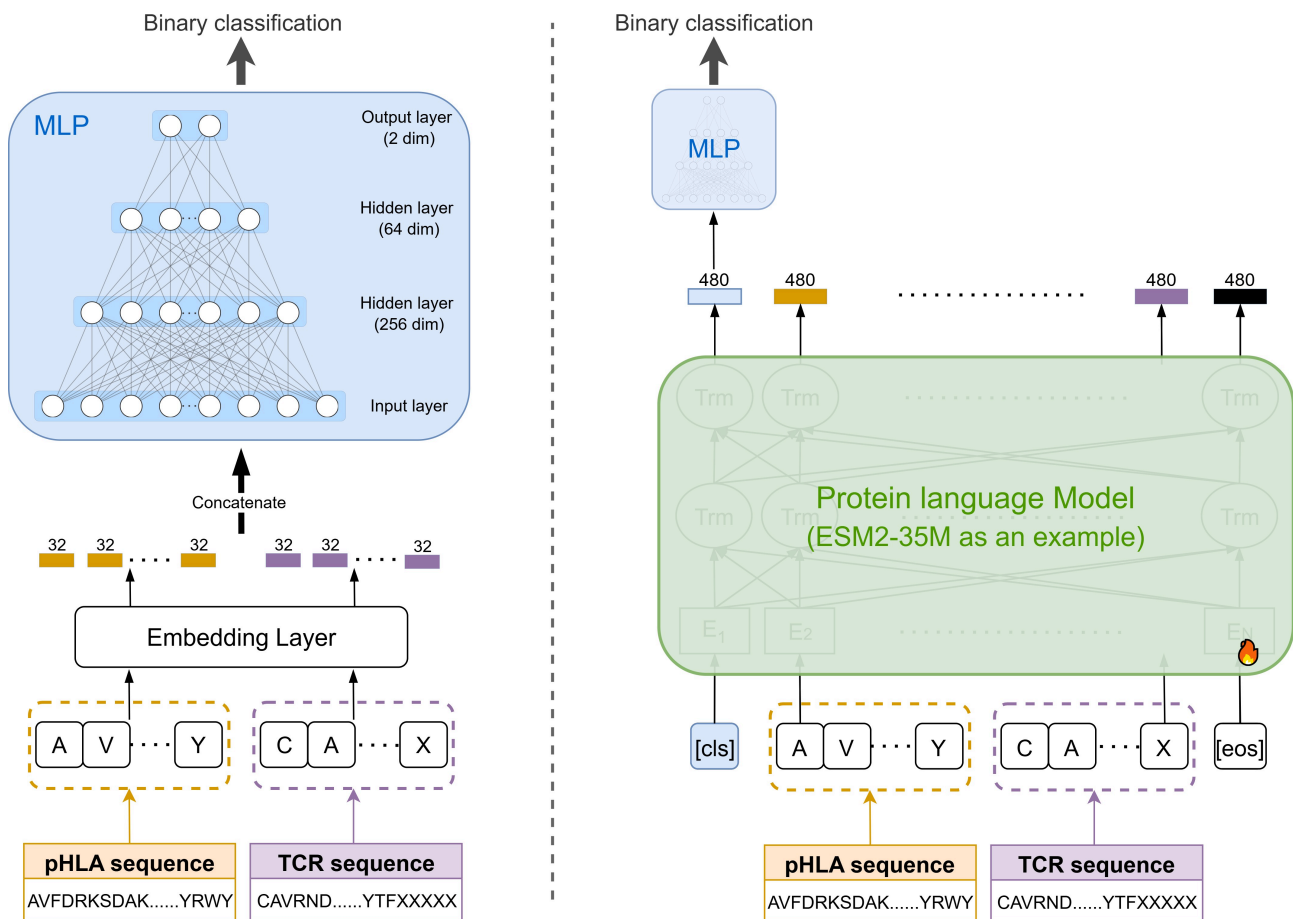 Binary classification
MLP
Output layer
(2 dim)
Hidden layer
(64 dim)
Hidden layer
(256 dim)
Input layer
Concatenate
32 32 32 32 32 32
Embedding Layer
A V ···· Y C A ···· X
pHLA sequence TCR sequence
AVFDRKSDAK......YRWY CAVRND......YTFXXXXX
Binary classification
MLP
480 480 480 480
Trm Trm Trm
Protein language Model
Trm Trm Trm
(ESM2-35M as an example)
E1 E2 EN
[cls] A V ···· Y C A ···· X [eos]
pHLA sequence TCR sequence
AVFDRKSDAK......YRWY CAVRND......YTFXXXXX